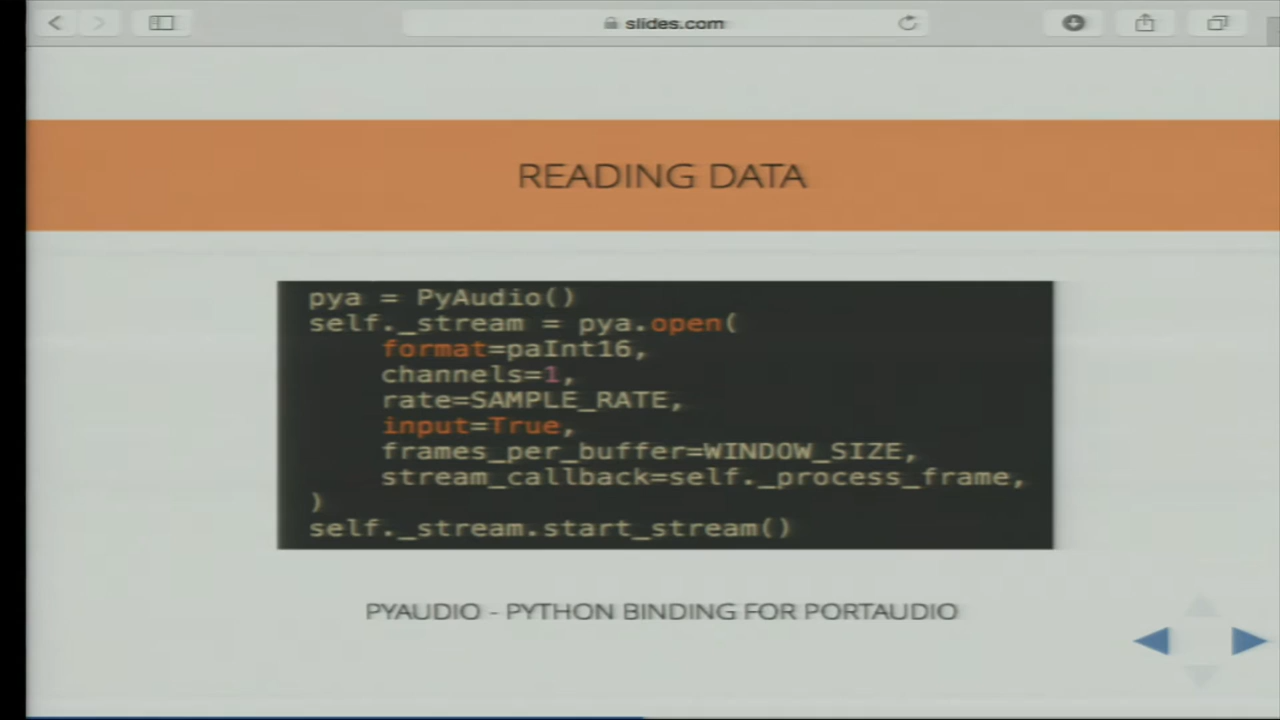 slides.com
READING DATA
pya = PyAudio()
self._stream = pya.open(
    format=paInt16,
    channels=1,
    rate=SAMPLE_RATE,
    input=True,
    frames_per_buffer=WINDOW_SIZE,
    stream_callback=self._process_frame,
)
self._stream.start_stream()
PYAUDIO - PYTHON BINDING FOR PORTAUDIO